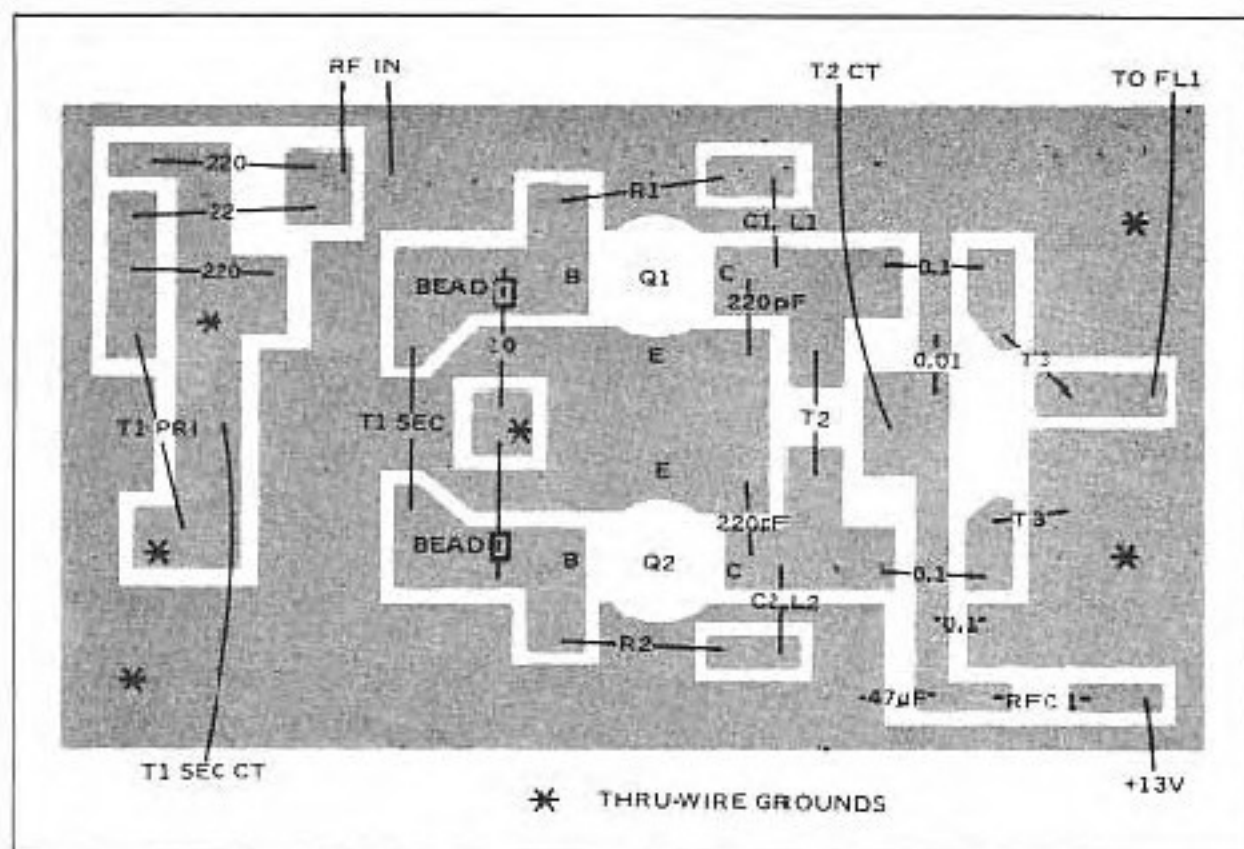 RF IN
T2 CT
TO FL1
220
22
220
R1
C1, L1
BEAD
B
Q1
C
0.1
220pF
10
E
0.01
T3
T1 PRI
T1 SEC
T2
E
220pF
T3
BEAD
B
Q2
C
0.1
C2, L2
"0.1"
R2
-47µF-
"RFC 1"
T1 SEC CT
+13V
* THRU-WIRE GROUNDS